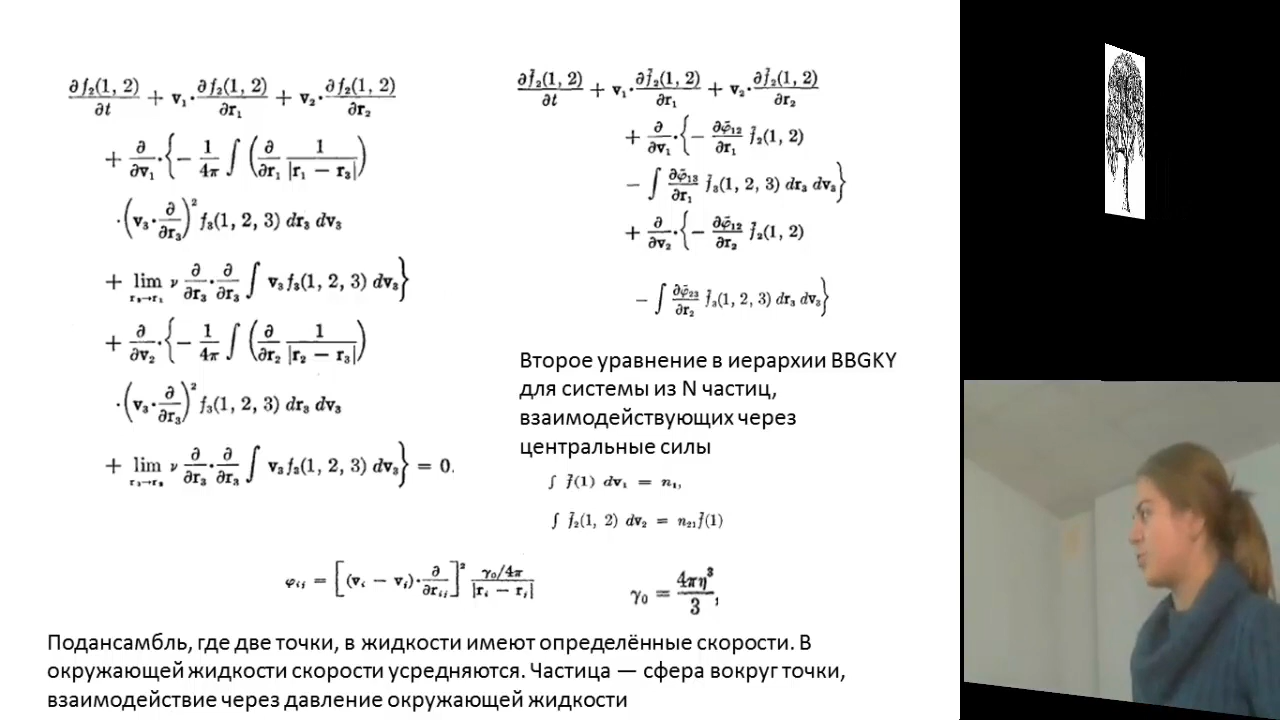 ∂f₂(1, 2)/∂t + v₁·∂f₂(1, 2)/∂r₁ + v₂·∂f₂(1, 2)/∂r₂
+ ∂/∂v₁·{− 1/4π ∫ (∂/∂r₁ 1/|r₁ − r₃|)
·(v₃·∂/∂r₃)² f₃(1, 2, 3) dr₃ dv₃
+ lim r₃→r₁ ν ∂/∂r₃·∂/∂r₃ ∫ v₃f₃(1, 2, 3) dv₃}
+ ∂/∂v₂·{− 1/4π ∫ (∂/∂r₂ 1/|r₂ − r₃|)
·(v₃·∂/∂r₃)² f₃(1, 2, 3) dr₃ dv₃
+ lim ν ∂/∂r₃·∂/∂r₃ ∫ v₃f₃(1, 2, 3) dv₃} = 0.
∂f̄₂(1, 2)/∂t + v₁·∂f̄₂(1, 2)/∂r₁ + v₂·∂f̄₂(1, 2)/∂r₂
+ ∂/∂v₁·{− ∂φ̄₁₂/∂r₁ f̄₂(1, 2)
− ∫ ∂φ̄₁₃/∂r₁ f̄₃(1, 2, 3) dr₃ dv₃}
+ ∂/∂v₂·{− ∂φ̄₁₂/∂r₂ f̄₂(1, 2)
− ∫ ∂φ̄₂₃/∂r₂ f̄₃(1, 2, 3) dr₃ dv₃}
Второе уравнение в иерархии BBGKY
для системы из N частиц,
взаимодействующих через
центральные силы
∫ f̄(1) dv₁ = n₁,
∫ f̄₂(1, 2) dv₂ = n₂₁f̄(1)
φᵢⱼ = [(vᵢ − vⱼ)·∂/∂rᵢⱼ]² γ₀/4π/|rᵢ − rⱼ|
γ₀ = 4πη³/3,
Подансамбль, где две точки, в жидкости имеют определённые скорости. В
окружающей жидкости скорости усредняются. Частица — сфера вокруг точки,
взаимодействие через давление окружающей жидкости